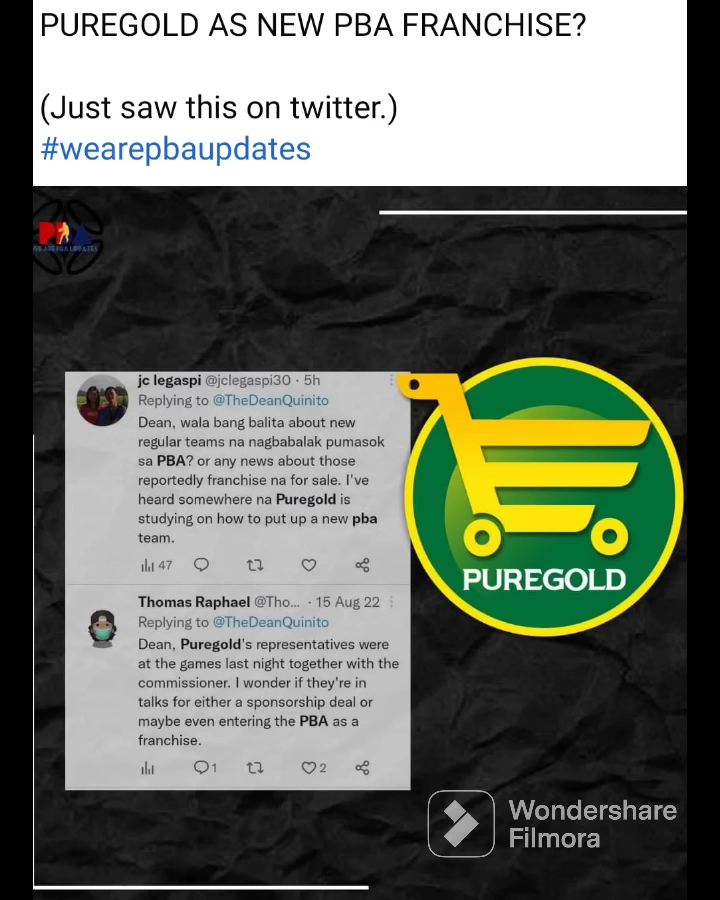 PUREGOLD AS NEW PBA FRANCHISE?
(Just saw this on twitter.)
#wearepbaupdates
PBA
WE ARE PBA UPDATES
jc legaspi @jclegaspi30 · 5h
Replying to @TheDeanQuinito
Dean, wala bang balita about new
regular teams na nagbabalak pumasok
sa PBA? or any news about those
reportedly franchise na for sale. I've
heard somewhere na Puregold is
studying on how to put up a new pba
team.
47
Thomas Raphael @Tho... · 15 Aug 22
Replying to @TheDeanQuinito
Dean, Puregold's representatives were
at the games last night together with the
commissioner. I wonder if they're in
talks for either a sponsorship deal or
maybe even entering the PBA as a
franchise.
1 2
PUREGOLD
Wondershare
Filmora